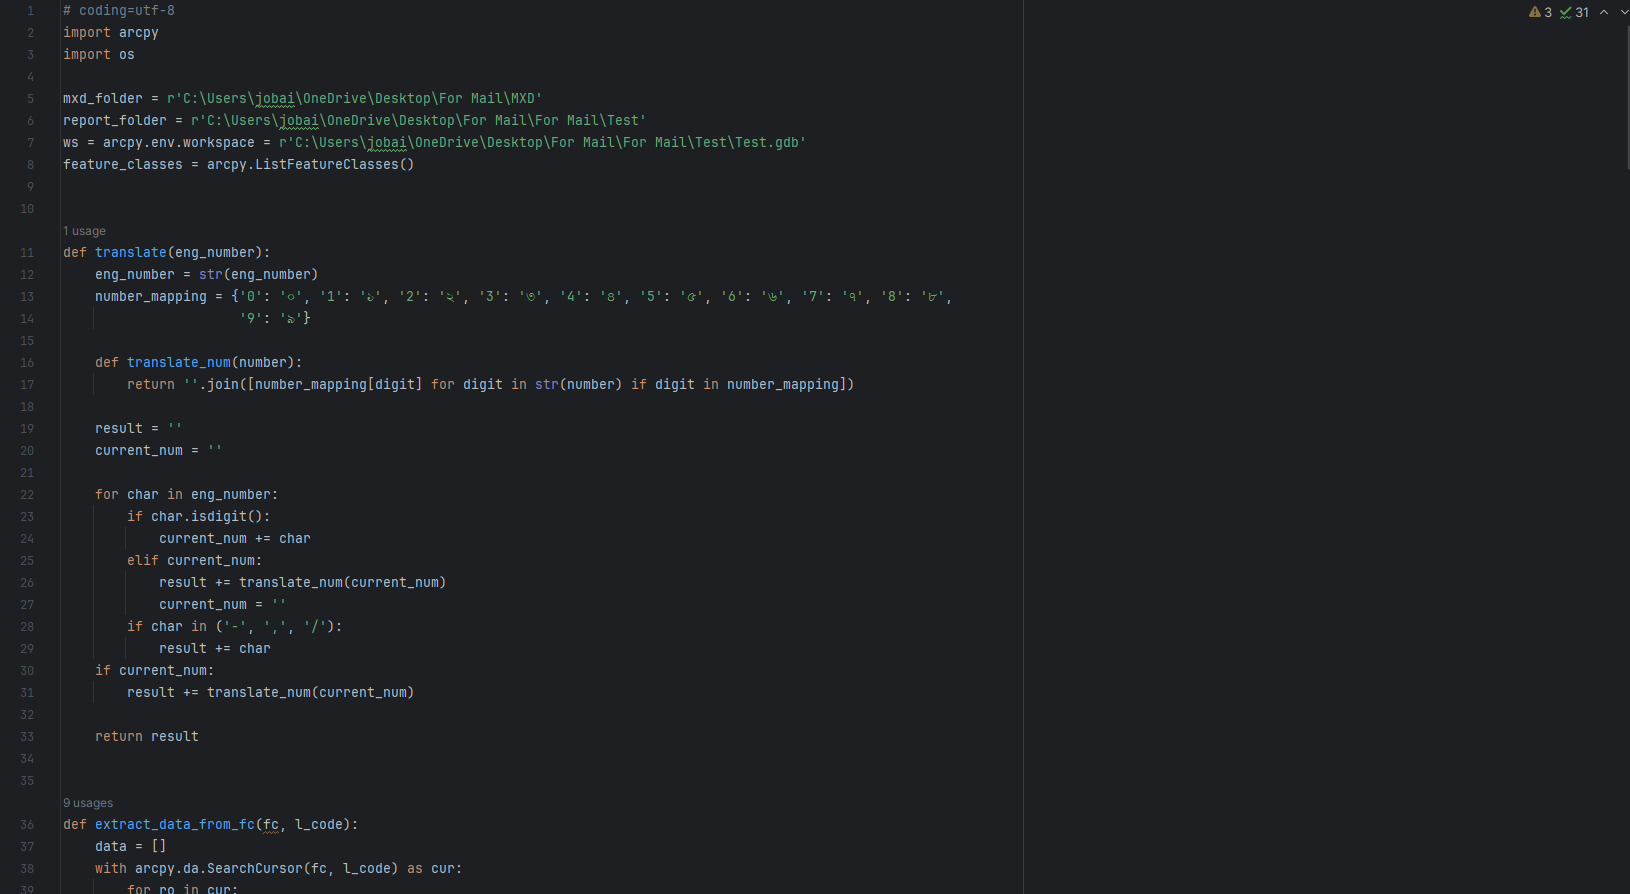 3 31
1 # coding=utf-8
2 import arcpy
3 import os
4
5 mxd_folder = r'C:\Users\jobai\OneDrive\Desktop\For Mail\MXD'
6 report_folder = r'C:\Users\jobai\OneDrive\Desktop\For Mail\For Mail\Test'
7 ws = arcpy.env.workspace = r'C:\Users\jobai\OneDrive\Desktop\For Mail\For Mail\Test\Test.gdb'
8 feature_classes = arcpy.ListFeatureClasses()
9
10
1 usage
11 def translate(eng_number):
12     eng_number = str(eng_number)
13     number_mapping = {'0': '০', '1': '১', '2': '২', '3': '৩', '4': '৪', '5': '৫', '6': '৬', '7': '৭', '8': '৮',
14                       '9': '৯'}
15
16     def translate_num(number):
17         return ''.join([number_mapping[digit] for digit in str(number) if digit in number_mapping])
18
19     result = ''
20     current_num = ''
21
22     for char in eng_number:
23         if char.isdigit():
24             current_num += char
25         elif current_num:
26             result += translate_num(current_num)
27             current_num = ''
28         if char in ('-', ',', '/'):
29             result += char
30     if current_num:
31         result += translate_num(current_num)
32
33     return result
34
35
9 usages
36 def extract_data_from_fc(fc, l_code):
37     data = []
38     with arcpy.da.SearchCursor(fc, l_code) as cur:
39         for ro in cur: